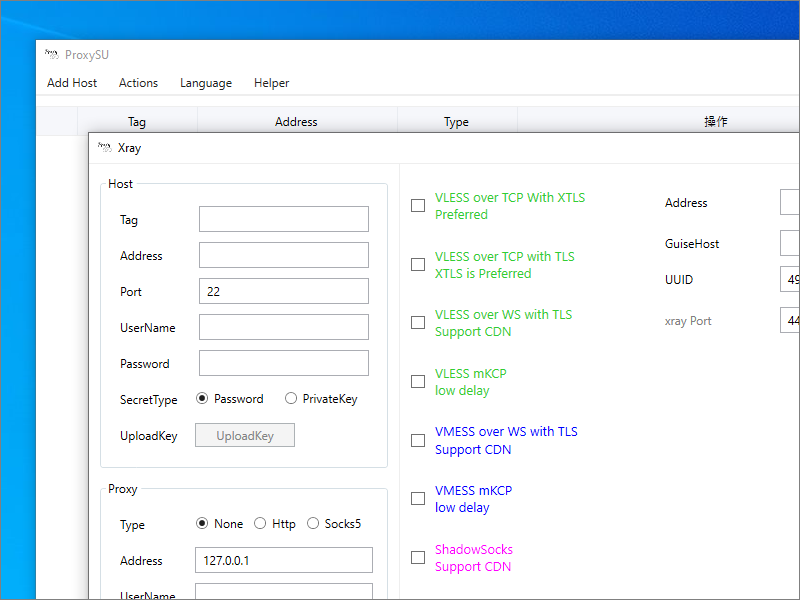 ProxySU
Add Host Actions Language Helper
Tag Address Type 操作
Xray
Host
Tag
Address
Port 22
UserName
Password
SecretType Password PrivateKey
UploadKey UploadKey
Proxy
Type None Http Socks5
Address 127.0.0.1
UserName
VLESS over TCP With XTLS
Preferred
VLESS over TCP with TLS
XTLS is Preferred
VLESS over WS with TLS
Support CDN
VLESS mKCP
low delay
VMESS over WS with TLS
Support CDN
VMESS mKCP
low delay
ShadowSocks
Support CDN
Address
GuiseHost
UUID 49
xray Port 44